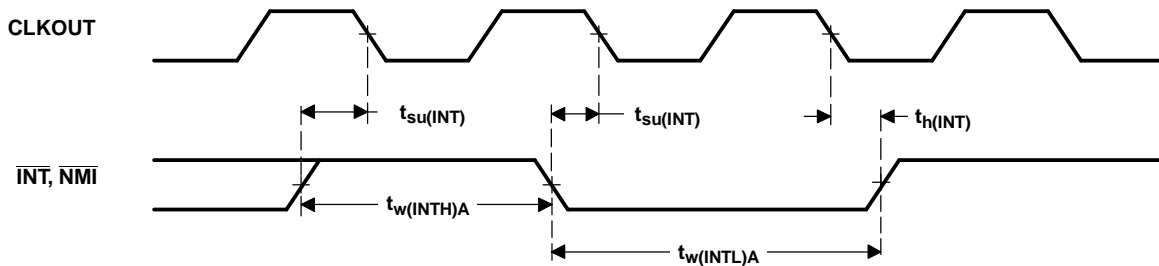 CLKOUT
tsu(INT)
tsu(INT)
th(INT)
INT, NMI
tw(INTH)A
tw(INTL)A